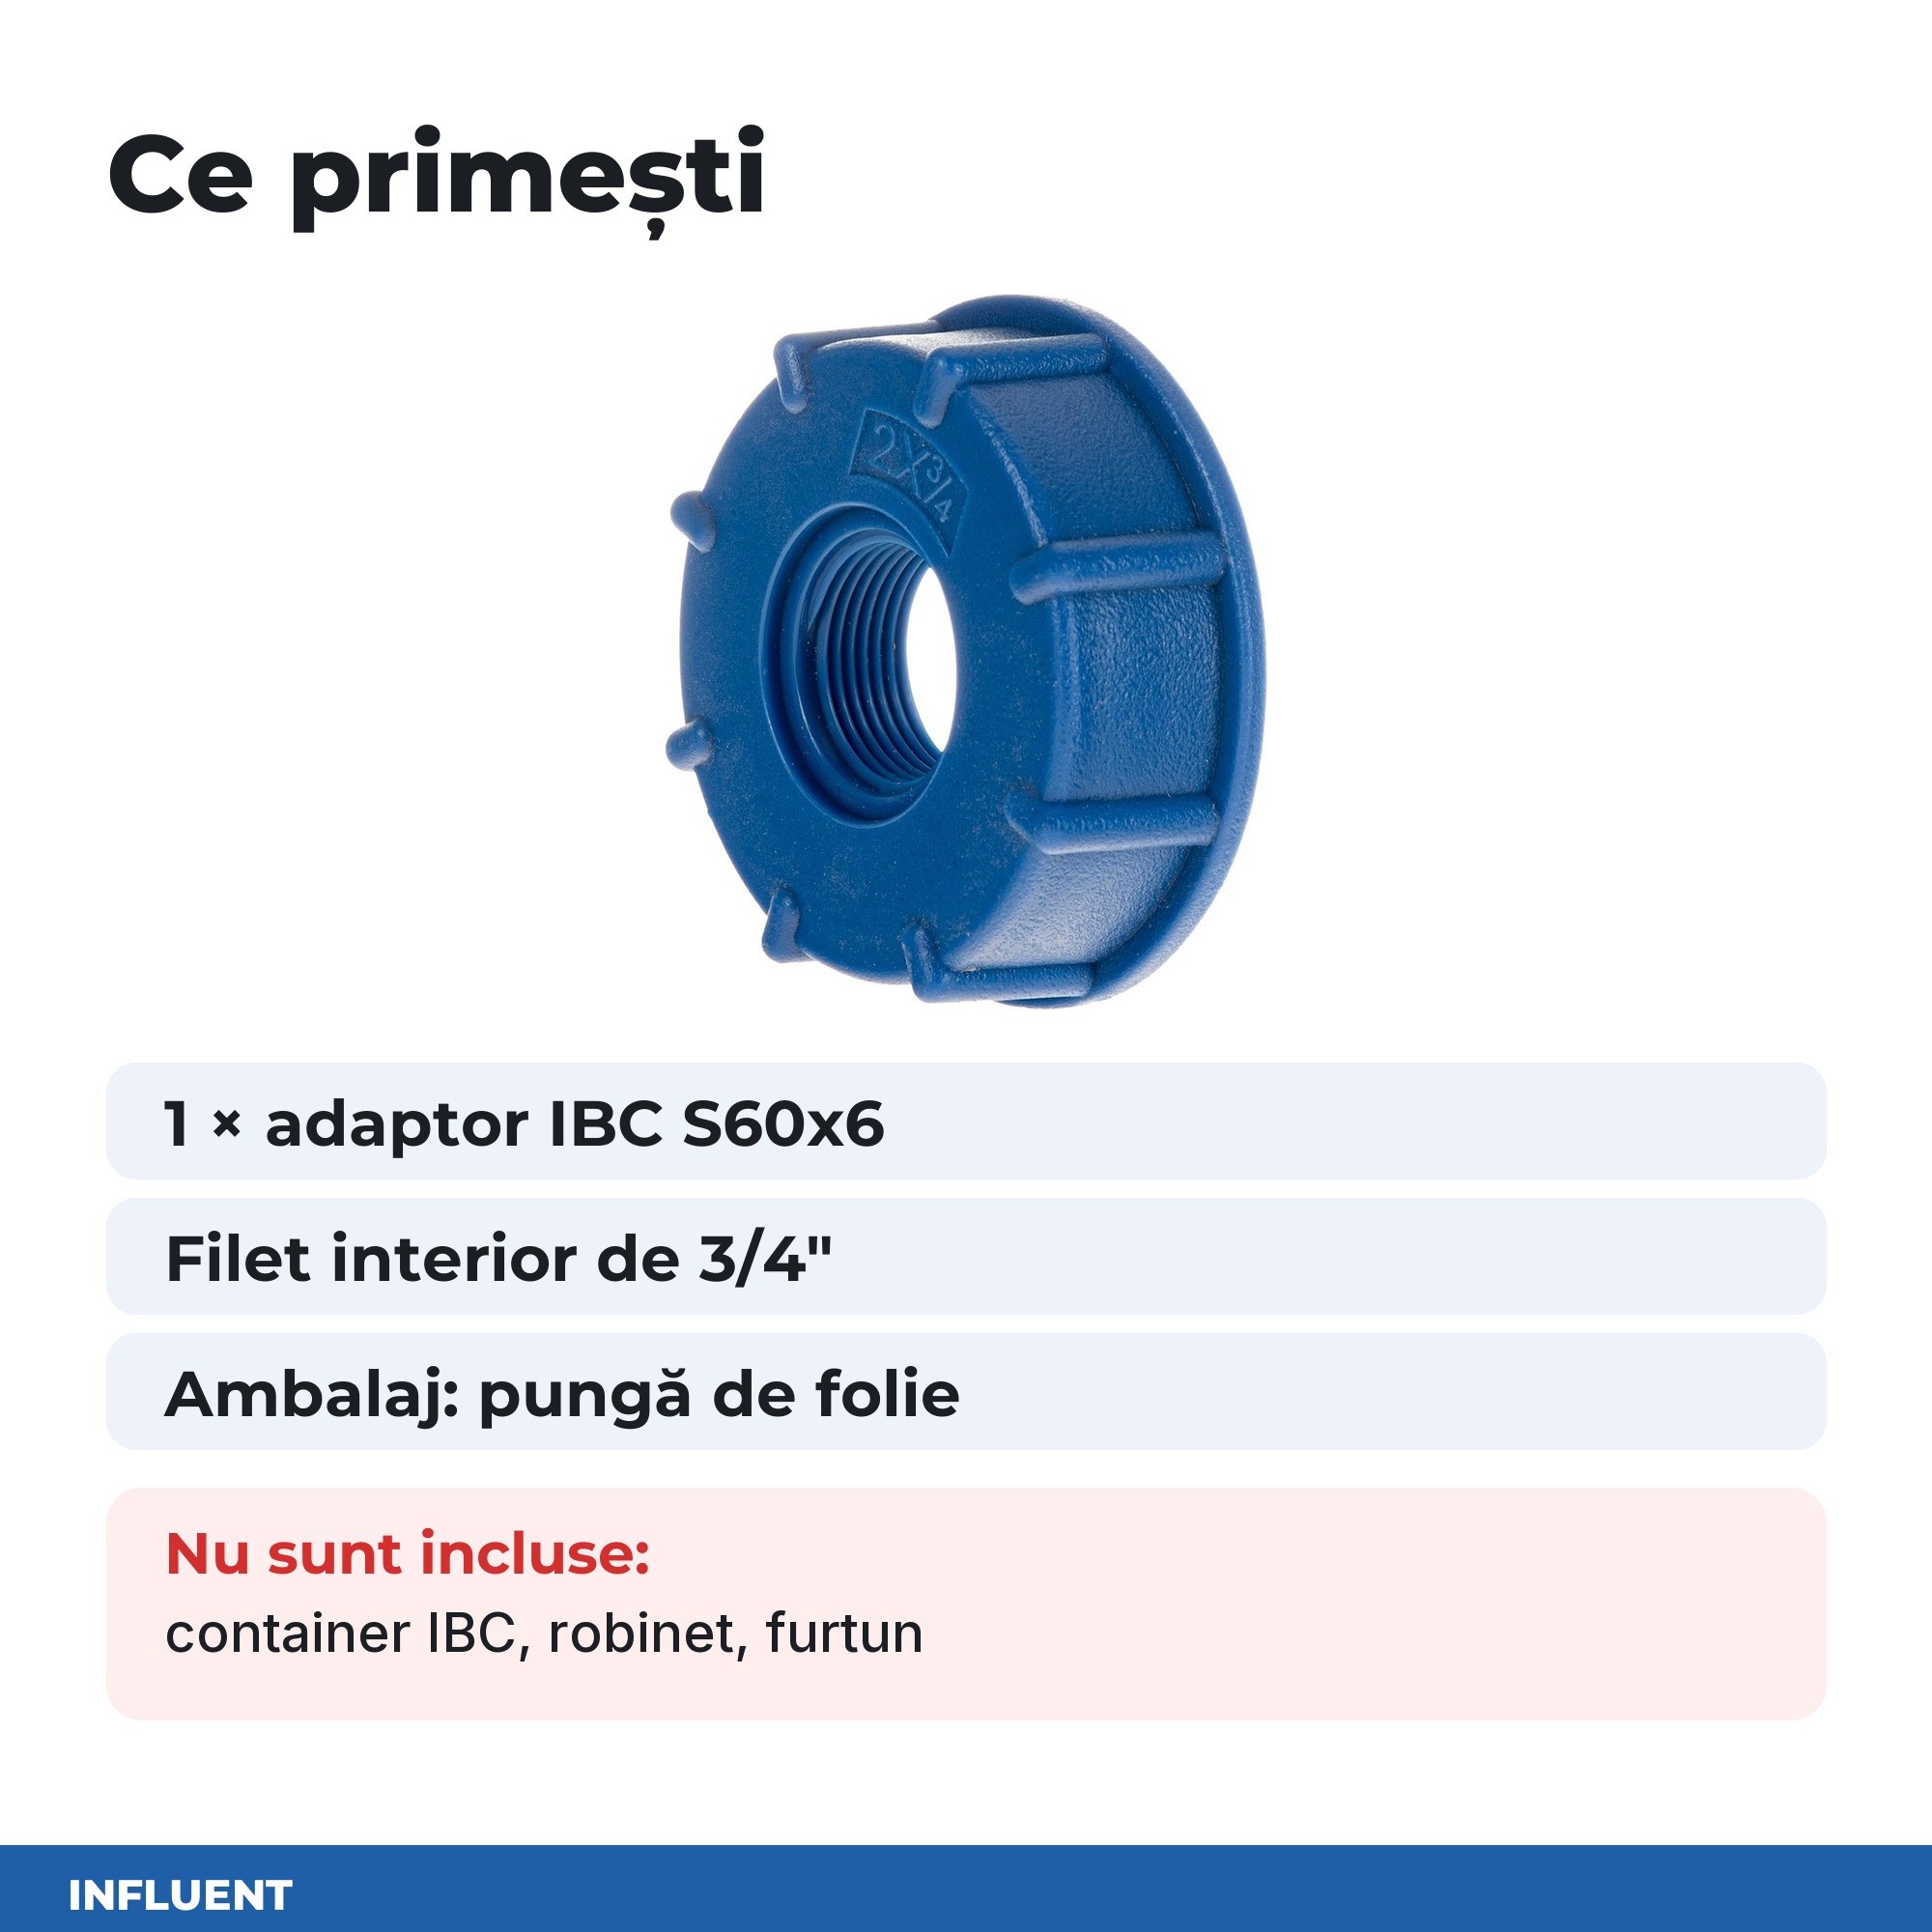 Ce primești
2X3/4
1 × adaptor IBC S60x6
Filet interior de 3/4"
Ambalaj: pungă de folie
Nu sunt incluse:
container IBC, robinet, furtun
INFLUENT